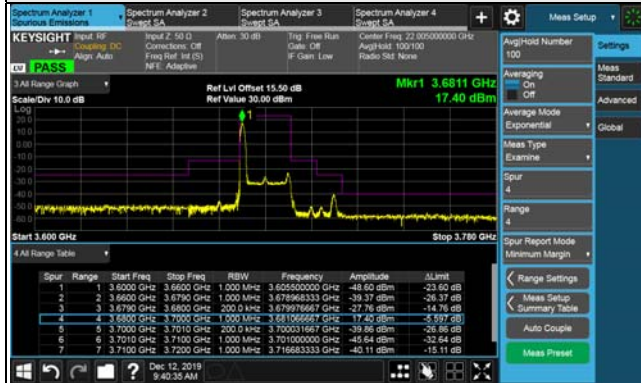 Spectrum Analyzer 1
Spurious Emissions
Spectrum Analyzer 2
Swept SA
Spectrum Analyzer 3
Swept SA
Spectrum Analyzer 4
Swept SA
Meas Setup
KEYSIGHT
Input: RF
Coupling: DC
Align: Auto
Input Z: 50 Ω
Corrections: Off
Freq Ref: Int (S)
NFE: Adaptive
Atten: 30 dB
Trig: Free Run
Gate: Off
IF Gain: Low
Center Freq: 22.005000000 GHz
Avg|Hold: 100/100
Radio Std: None
LXI PASS
3 All Range Graph
Scale/Div 10.0 dB
Ref Lvl Offset 15.50 dB
Ref Value 30.00 dBm
Mkr1 3.6811 GHz
17.40 dBm
Log
20.0
10.0
0.00
-10.0
-20.0
-30.0
-40.0
-50.0
-60.0
1
Start 3.600 GHz
Stop 3.780 GHz
4 All Range Table
Spur Range Start Freq Stop Freq RBW Frequency Amplitude ΔLimit
1 1 3.6000 GHz 3.6600 GHz 1.000 MHz 3.605500000 GHz -48.60 dBm -23.60 dB
2 2 3.6600 GHz 3.6790 GHz 1.000 MHz 3.678968333 GHz -39.37 dBm -26.37 dB
3 3 3.6790 GHz 3.6800 GHz 200.0 kHz 3.679976667 GHz -27.76 dBm -14.76 dB
4 4 3.6800 GHz 3.7000 GHz 1.000 MHz 3.681066667 GHz 17.40 dBm -5.597 dB
5 5 3.7000 GHz 3.7010 GHz 200.0 kHz 3.700031667 GHz -39.86 dBm -26.86 dB
6 6 3.7010 GHz 3.7100 GHz 1.000 MHz 3.701000000 GHz -45.64 dBm -32.64 dB
7 7 3.7100 GHz 3.7200 GHz 1.000 MHz 3.716683333 GHz -40.11 dBm -15.11 dB
Avg|Hold Number
100
Averaging
On
Off
Average Mode
Exponential
Meas Type
Examine
Spur
4
Range
4
Spur Report Mode
Minimum Margin
Range Settings
Meas Setup
Summary Table
Auto Couple
Meas Preset
Settings
Meas
Standard
Advanced
Global
Dec 12, 2019
9:40:35 AM